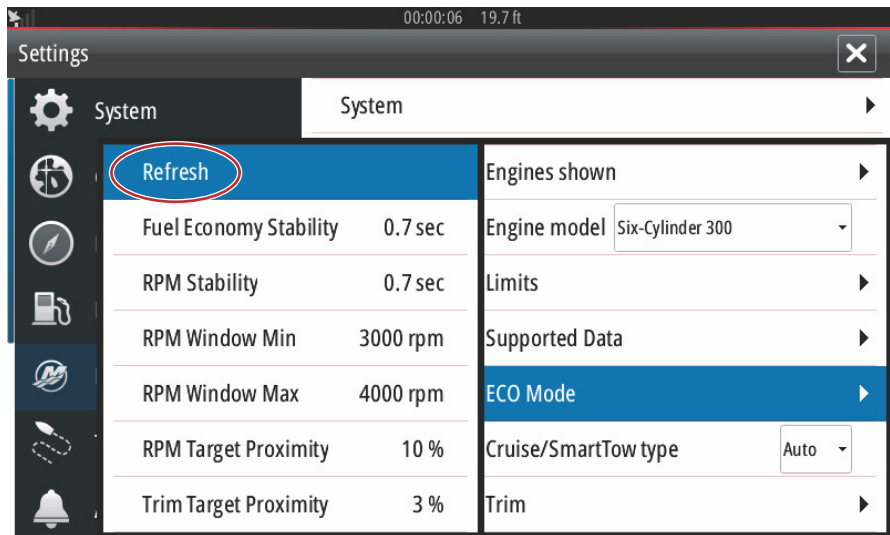 00:00:06 19.7 ft
Settings
System
System
Refresh
Fuel Economy Stability 0.7 sec
RPM Stability 0.7 sec
RPM Window Min 3000 rpm
RPM Window Max 4000 rpm
RPM Target Proximity 10 %
Trim Target Proximity 3 %
Engines shown
Engine model Six-Cylinder 300
Limits
Supported Data
ECO Mode
Cruise/SmartTow type Auto
Trim